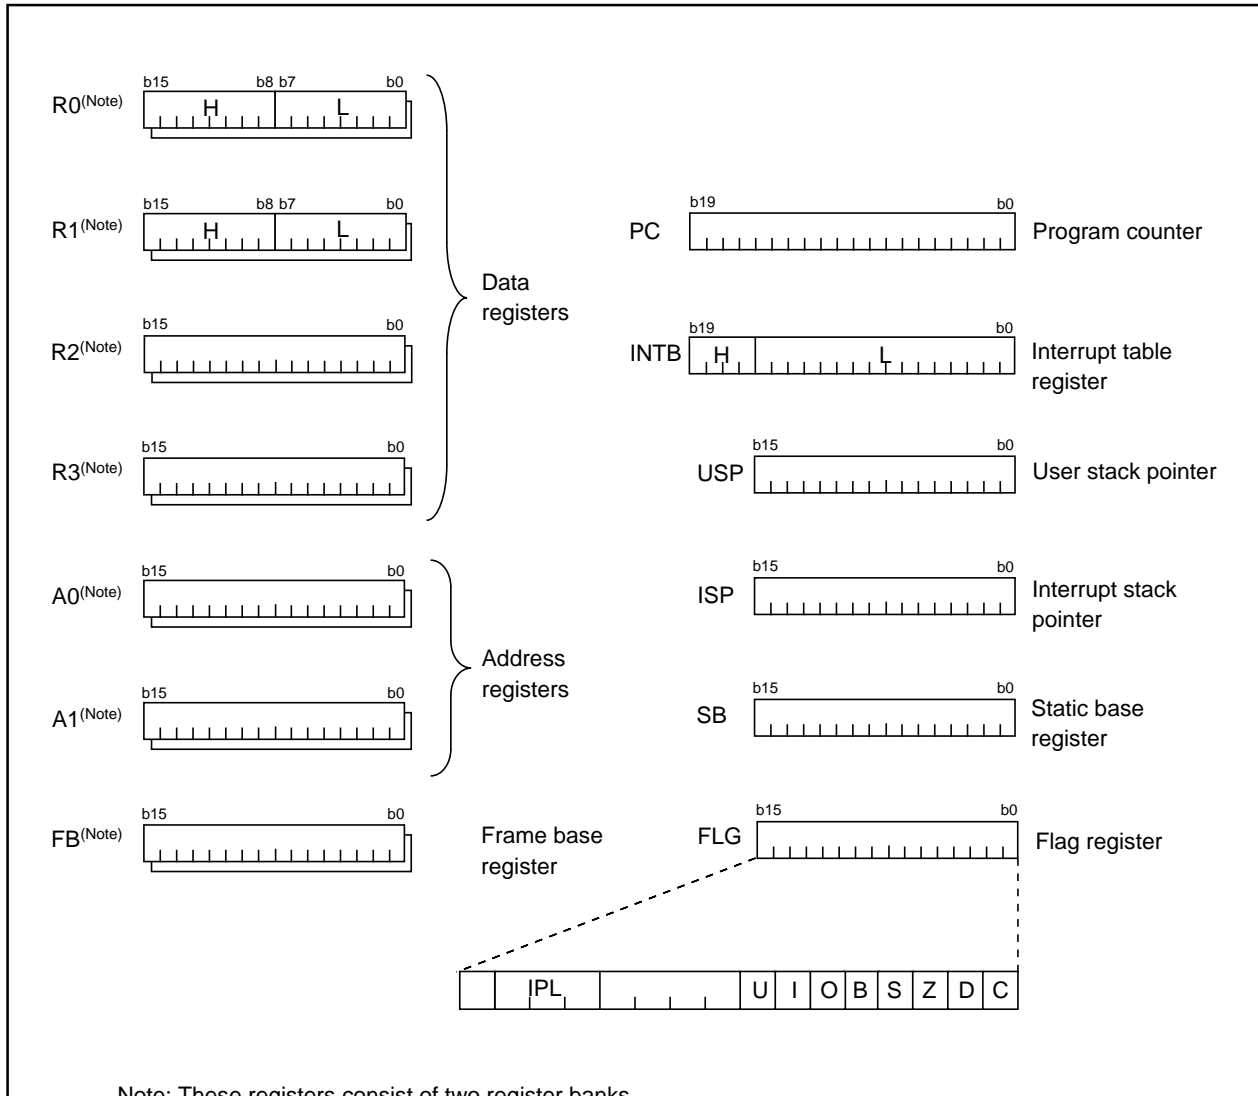 b15 b8 b7 b0
R0(Note) H L
b15 b8 b7 b0
R1(Note) H L
b15 b0
R2(Note)
b15 b0
R3(Note)
Data
registers
b15 b0
A0(Note)
b15 b0
A1(Note)
Address
registers
b15 b0
FB(Note)
Frame base
register
b19 b0
PC Program counter
b19 b0
INTB H L Interrupt table
register
b15 b0
USP User stack pointer
b15 b0
ISP Interrupt stack
pointer
b15 b0
SB Static base
register
b15 b0
FLG Flag register
IPL U I O B S Z D C
Note: These registers consist of two register banks.